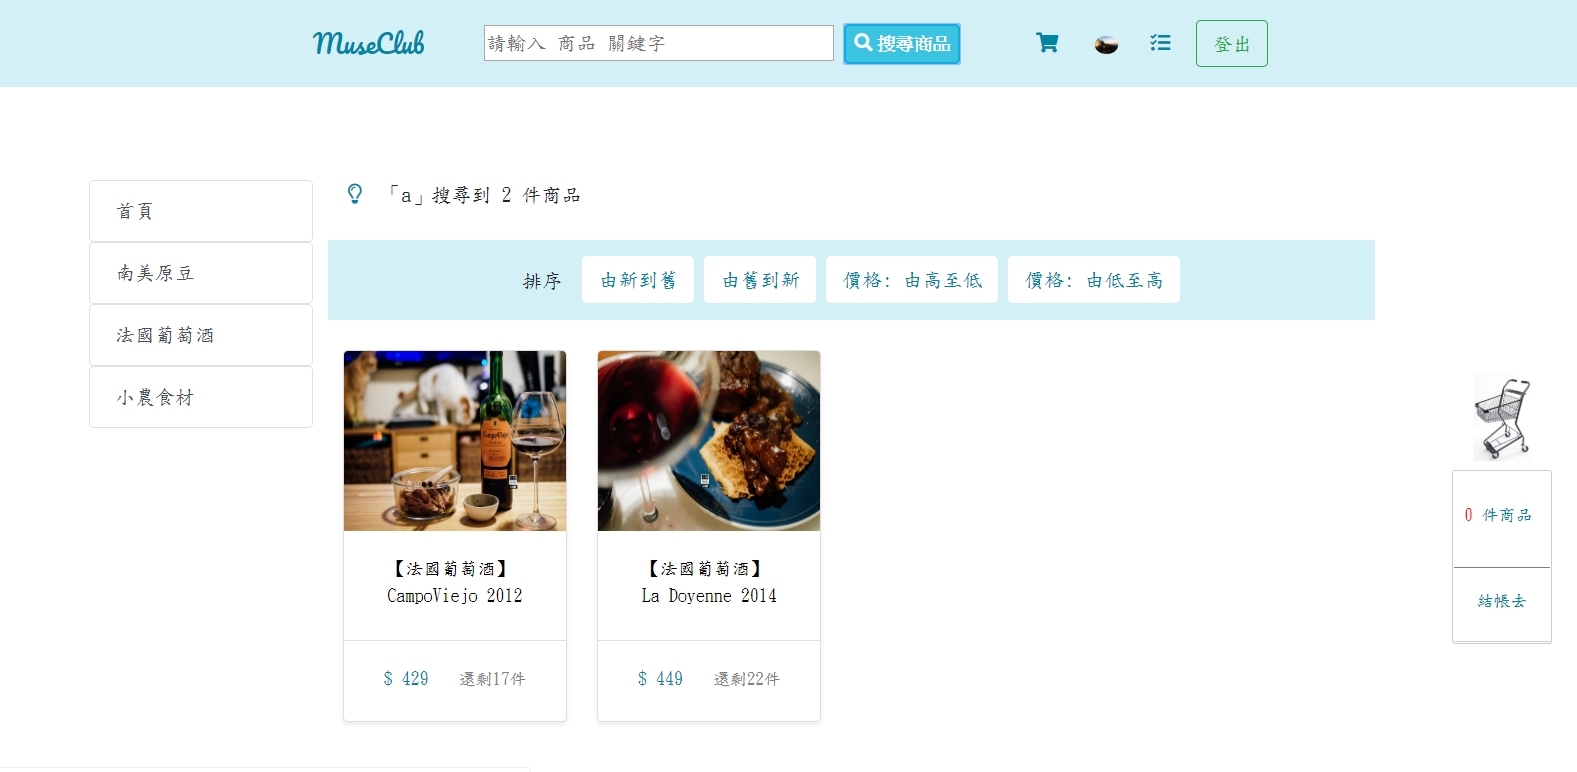 MuseClub
請輸入 商品 關鍵字
搜尋商品
登出
首頁
南美原豆
法國葡萄酒
小農食材
「a」搜尋到 2 件商品
排序
由新到舊
由舊到新
價格: 由高至低
價格: 由低至高
CampoViejo
【法國葡萄酒】
CampoViejo 2012
$ 429
還剩17件
【法國葡萄酒】
La Doyenne 2014
$ 449
還剩22件
0 件商品
結帳去